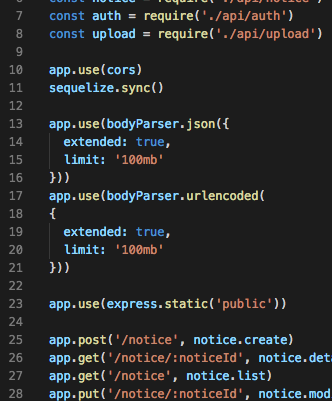 6 const notice = require('./api/notice')
7 const auth = require('./api/auth')
8 const upload = require('./api/upload')
9
10 app.use(cors)
11 sequelize.sync()
12
13 app.use(bodyParser.json({
14 extended: true,
15 limit: '100mb'
16 }))
17 app.use(bodyParser.urlencoded(
18 {
19 extended: true,
20 limit: '100mb'
21 }))
22
23 app.use(express.static('public'))
24
25 app.post('/notice', notice.create)
26 app.get('/notice/:noticeId', notice.deta
27 app.get('/notice', notice.list)
28 app.put('/notice/:noticeId', notice.mod